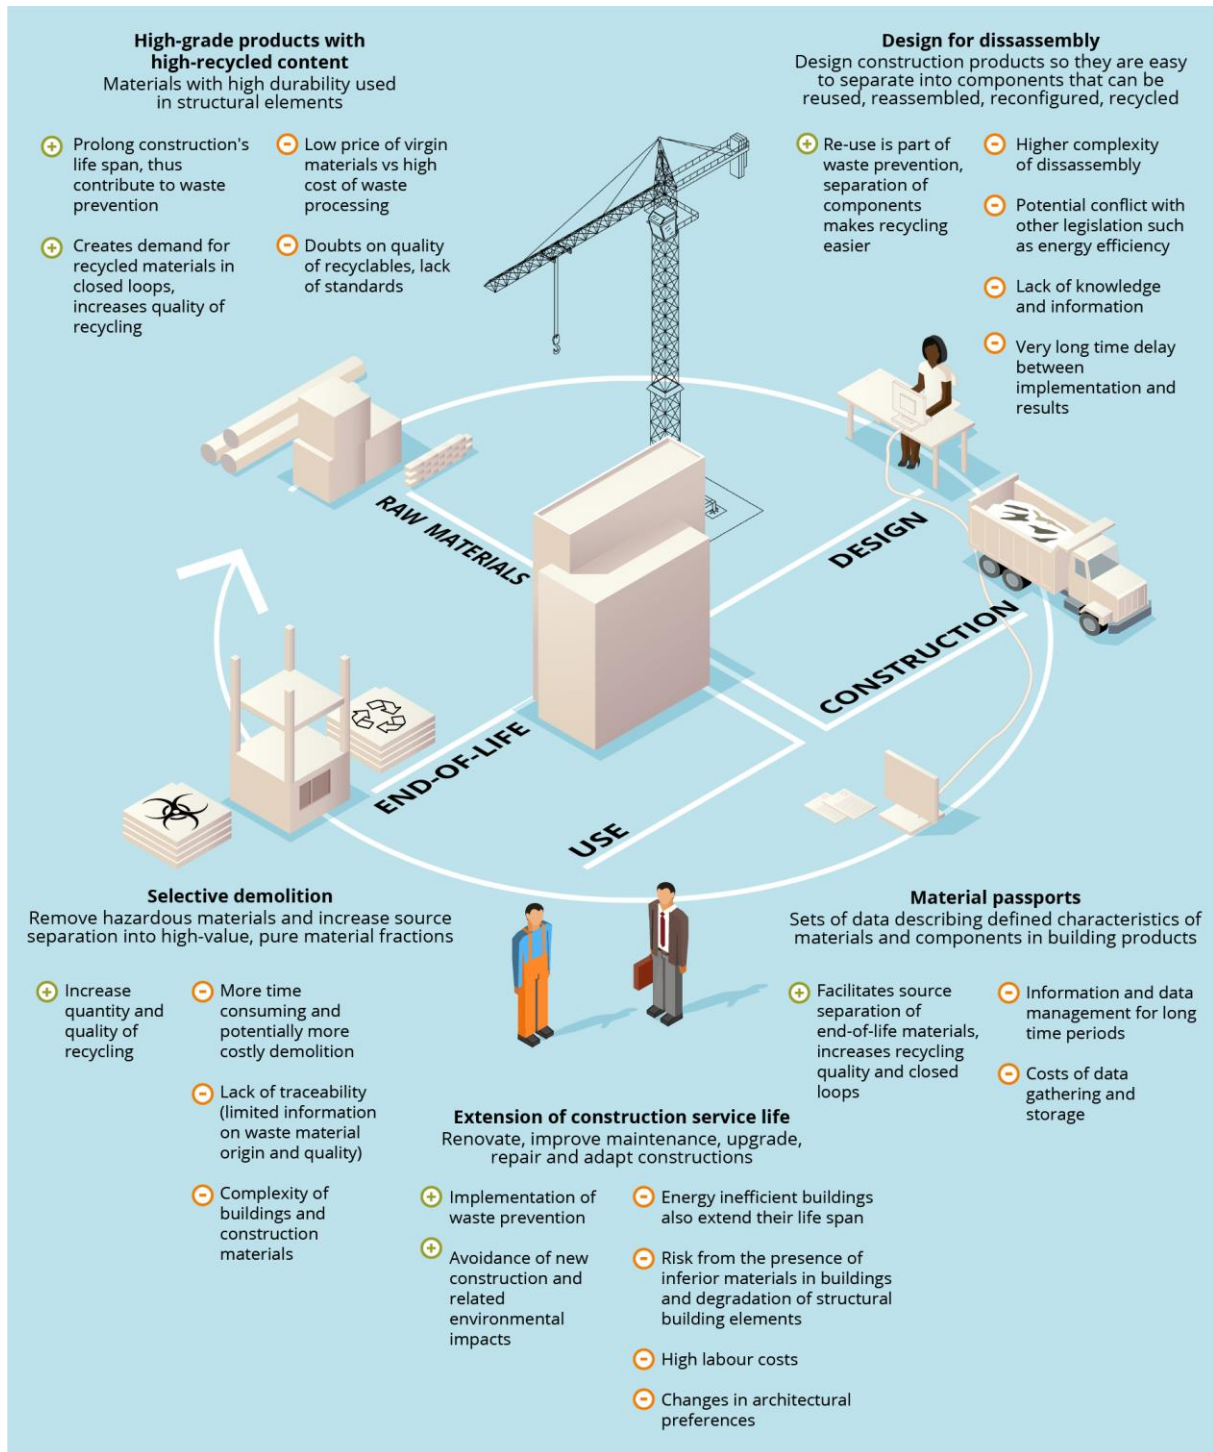 High-grade products with
high-recycled content
Materials with high durability used
in structural elements
Prolong construction's
life span, thus
contribute to waste
prevention
Creates demand for
recycled materials in
closed loops,
increases quality of
recycling
Low price of virgin
materials vs high
cost of waste
processing
Doubts on quality
of recyclables, lack
of standards
Design for dissassembly
Design construction products so they are easy
to separate into components that can be
reused, reassembled, reconfigured, recycled
Re-use is part of
waste prevention,
separation of
components
makes recycling
easier
Higher complexity
of dissassembly
Potential conflict with
other legislation such
as energy efficiency
Lack of knowledge
and information
Very long time delay
between
implementation and
results
RAW MATERIALS
DESIGN
CONSTRUCTION
END-OF-LIFE
USE
Selective demolition
Remove hazardous materials and increase source
separation into high-value, pure material fractions
Increase
quantity and
quality of
recycling
More time
consuming and
potentially more
costly demolition
Lack of traceability
(limited information
on waste material
origin and quality)
Complexity of
buildings and
construction
materials
Material passports
Sets of data describing defined characteristics of
materials and components in building products
Facilitates source
separation of
end-of-life materials,
increases recycling
quality and closed
loops
Information and data
management for long
time periods
Costs of data
gathering and
storage
Extension of construction service life
Renovate, improve maintenance, upgrade,
repair and adapt constructions
Implementation of
waste prevention
Avoidance of new
construction and
related
environmental
impacts
Energy inefficient buildings
also extend their life span
Risk from the presence of
inferior materials in buildings
and degradation of structural
building elements
High labour costs
Changes in architectural
preferences